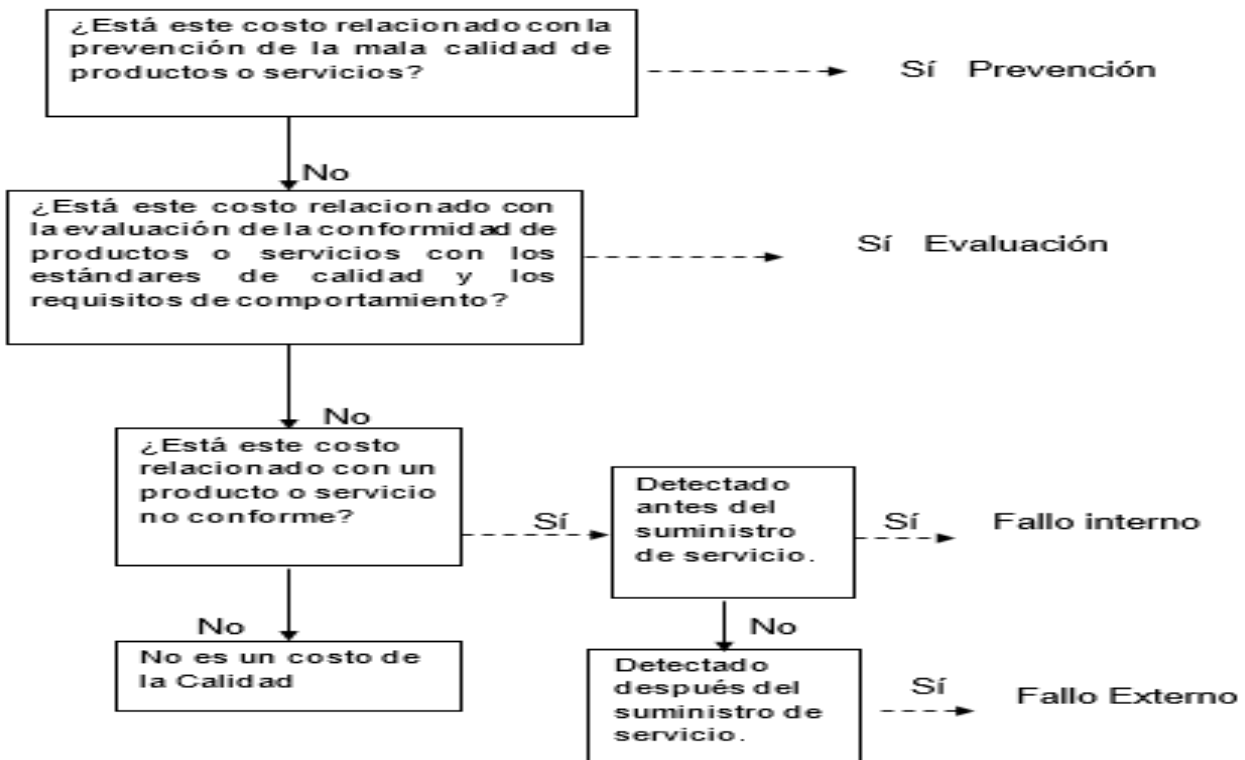 ¿Está este costo relacionado con la
prevención de la mala calidad de
productos o servicios?
Sí Prevención
No
¿Está este costo relacionado con
la evaluación de la conformidad de
productos o servicios con los
estándares de calidad y los
requisitos de comportamiento?
Sí Evaluación
No
¿Está este costo
relacionado con un
producto o servicio
no conforme?
Sí
Detectado
antes del
suministro
de servicio.
Sí
Fallo interno
No
No es un costo de
la Calidad
No
Detectado
después del
suministro de
servicio.
Sí
Fallo Externo